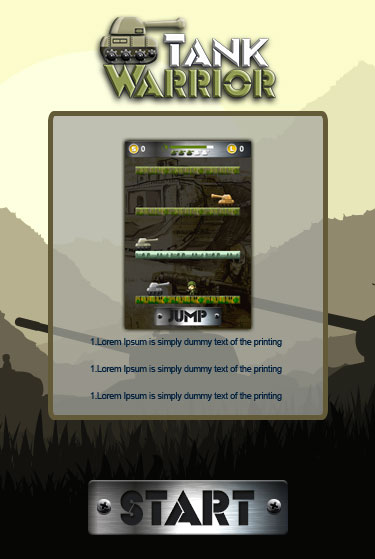 TANK
WARRIOR
S 0 L 0
JUMP
1.Lorem Ipsum is simply dummy text of the printing
1.Lorem Ipsum is simply dummy text of the printing
1.Lorem Ipsum is simply dummy text of the printing
START